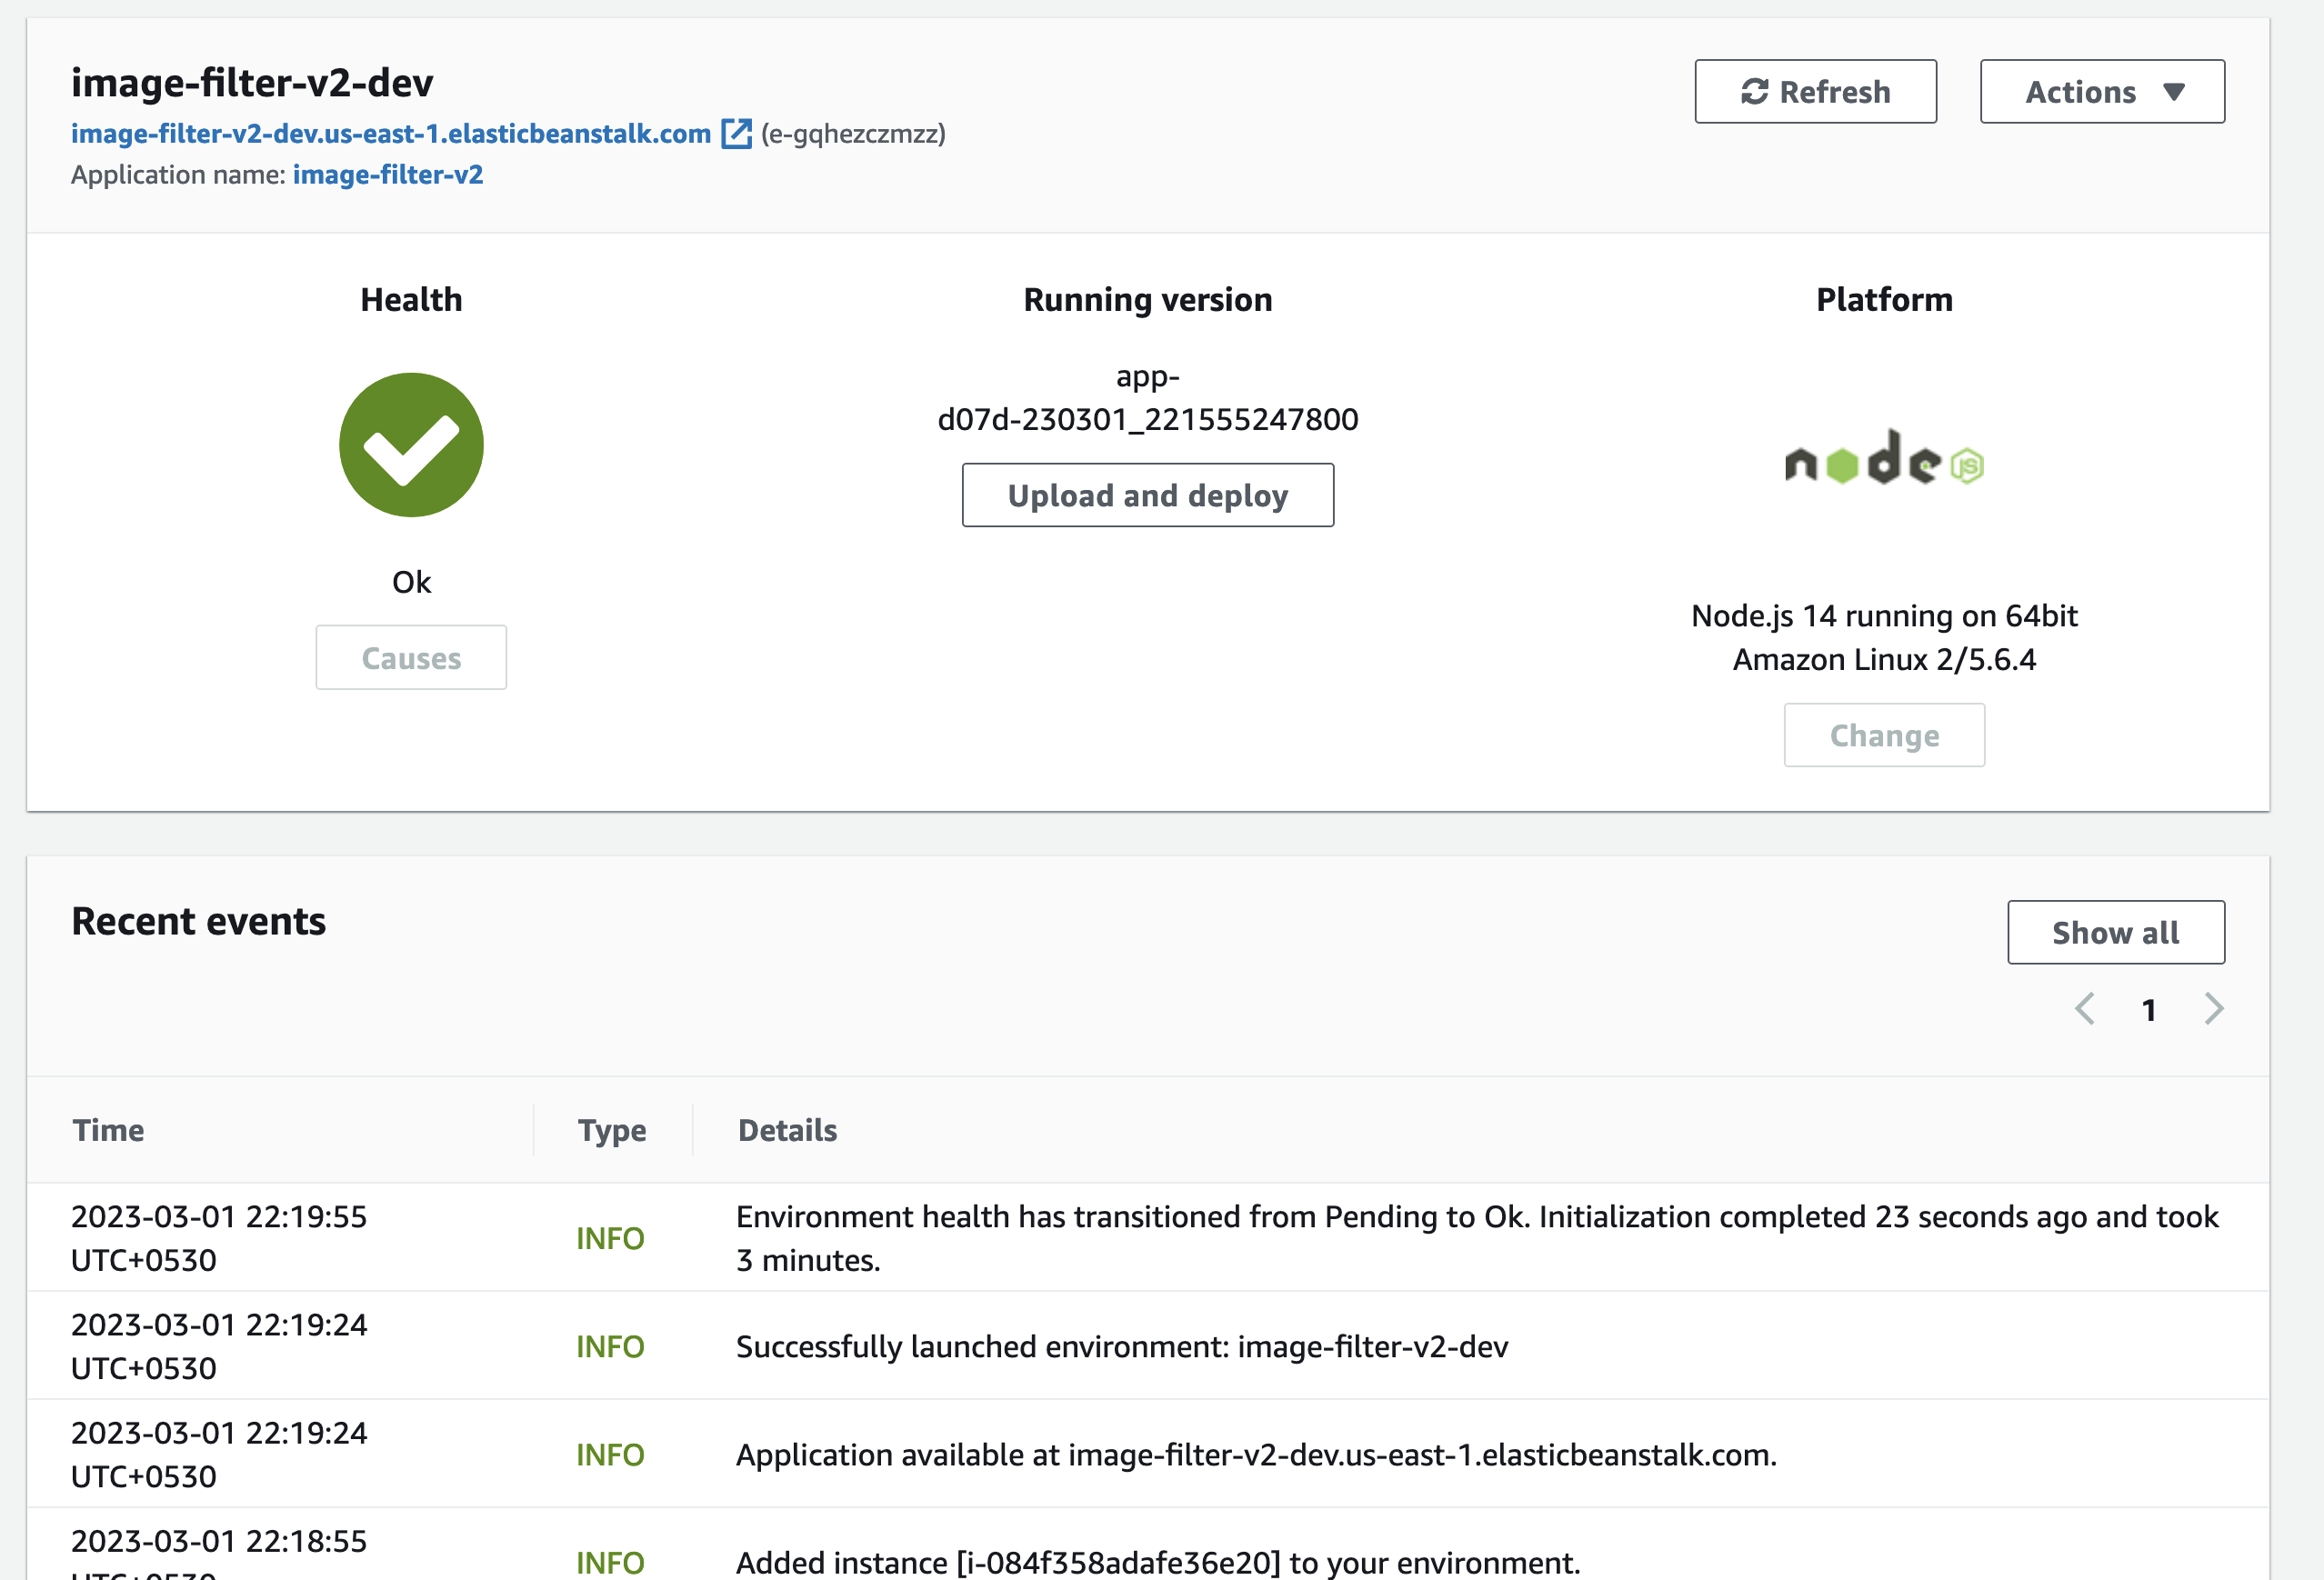 image-filter-v2-dev
Refresh
Actions
image-filter-v2-dev.us-east-1.elasticbeanstalk.com (e-gqhezczmzz)
Application name: image-filter-v2
Health
Running version
Platform
app-
d07d-230301_221555247800
Upload and deploy
node JS
Ok
Causes
Node.js 14 running on 64bit
Amazon Linux 2/5.6.4
Change
Recent events
Show all
1
Time Type Details
2023-03-01 22:19:55
UTC+0530
INFO
Environment health has transitioned from Pending to Ok. Initialization completed 23 seconds ago and took
3 minutes.
2023-03-01 22:19:24
UTC+0530
INFO
Successfully launched environment: image-filter-v2-dev
2023-03-01 22:19:24
UTC+0530
INFO
Application available at image-filter-v2-dev.us-east-1.elasticbeanstalk.com.
2023-03-01 22:18:55
UTC+0530
INFO
Added instance [i-084f358adafe36e20] to your environment.